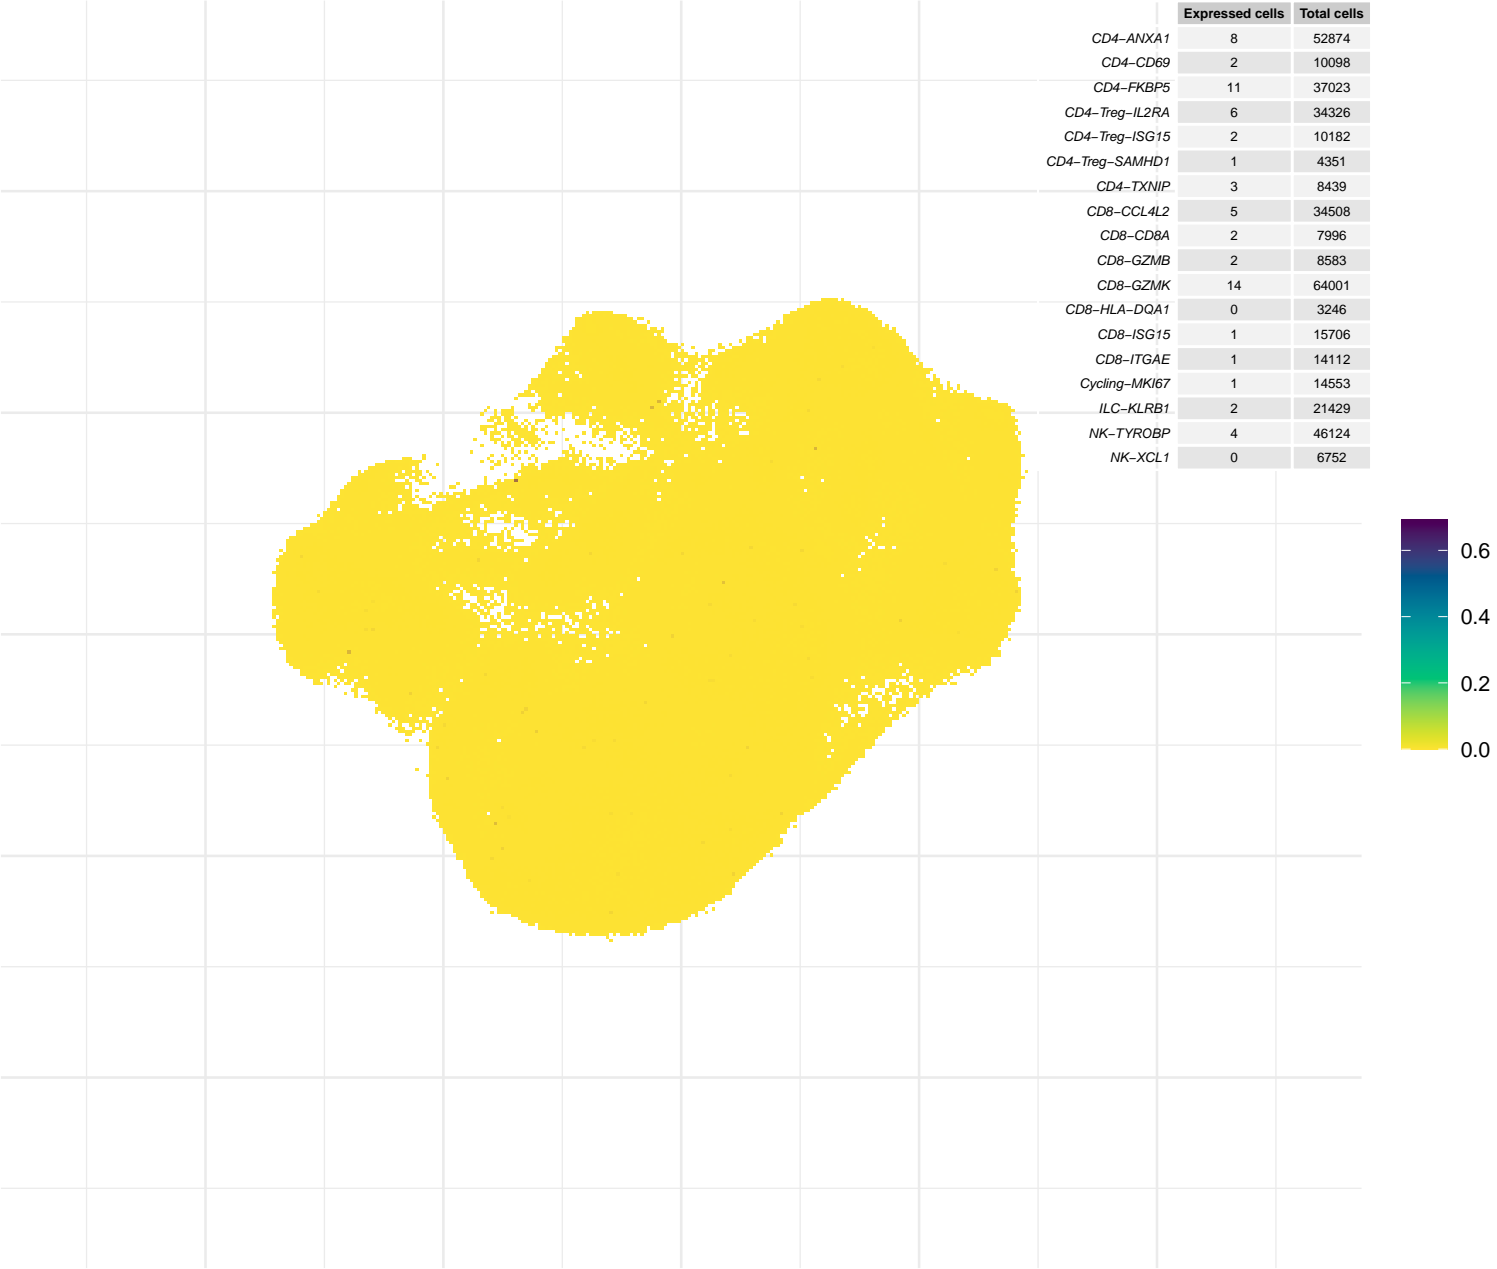 Expressed cells Total cells
CD4−ANXA1 8 52874
CD4−CD69 2 10098
CD4−FKBP5 11 37023
CD4−Treg−IL2RA 6 34326
CD4−Treg−ISG15 2 10182
CD4−Treg−SAMHD1 1 4351
CD4−TXNIP 3 8439
CD8−CCL4L2 5 34508
CD8−CD8A 2 7996
CD8−GZMB 2 8583
CD8−GZMK 14 64001
CD8−HLA−DQA1 0 3246
CD8−ISG15 1 15706
CD8−ITGAE 1 14112
Cycling−MKI67 1 14553
ILC−KLRB1 2 21429
NK−TYROBP 4 46124
NK−XCL1 0 6752
0.6
0.4
0.2
0.0